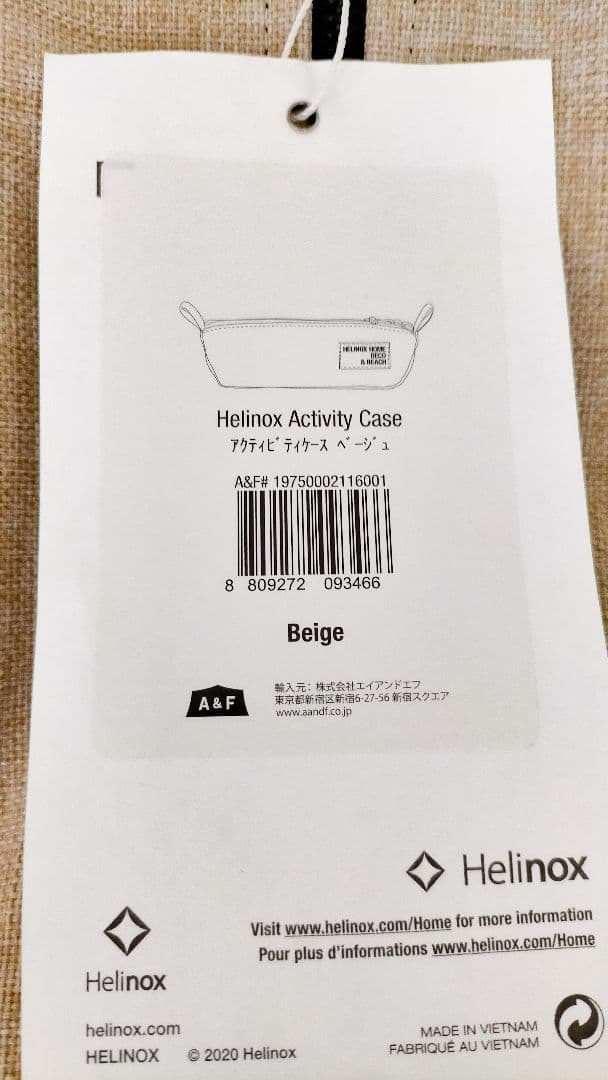 HELINOX HOME
DECO
& BEACH
Helinox Activity Case
ｱｸﾃｨﾋﾞﾃｨｹｰｽ ﾍﾞｰｼﾞｭ
A&F# 19750002116001
8 809272 093466
Beige
A&F
輸入元：株式会社エイアンドエフ
東京都新宿区新宿6-27-56 新宿スクエア
www.aandf.co.jp
Helinox
Visit www.helinox.com/Home for more information
Pour plus d'informations www.helinox.com/Home
Helinox
helinox.com
HELINOX © 2020 Helinox
MADE IN VIETNAM
FABRIQUÉ AU VIETNAM